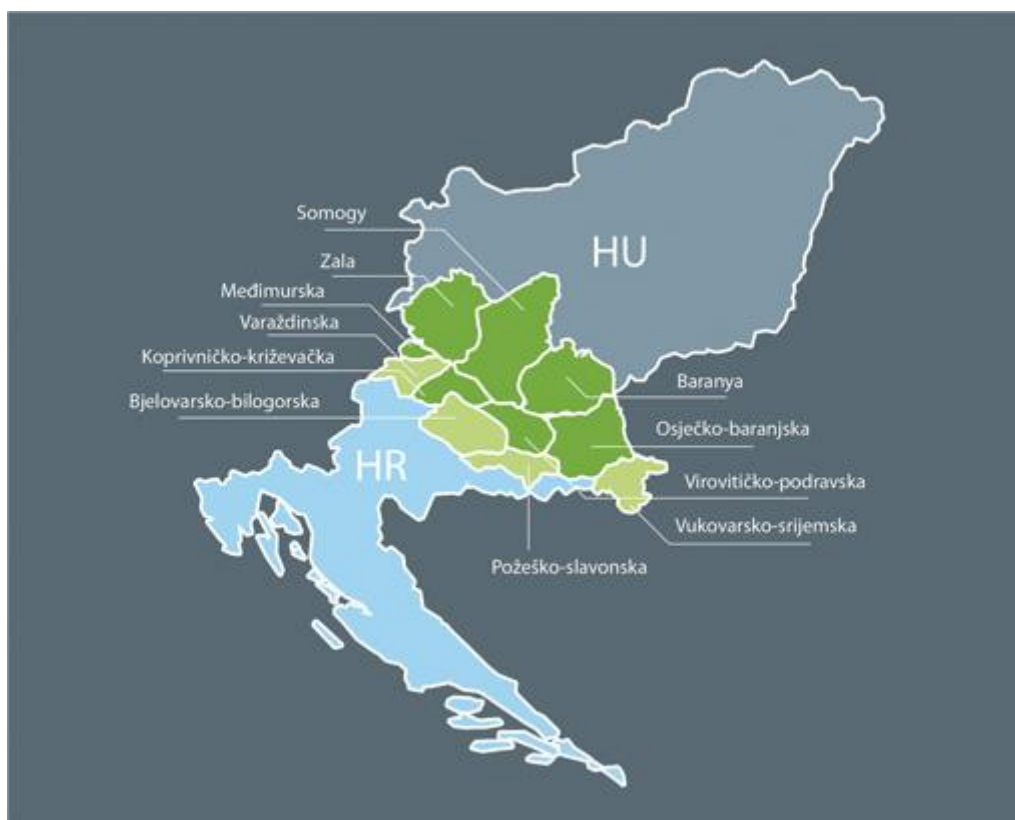 Somogy
HU
Zala
Međimurska
Varaždinska
Koprivničko-križevačka
Baranya
Bjelovarsko-bilogorska
Osječko-baranjska
HR
Virovitičko-podravska
Vukovarsko-srijemska
Požeško-slavonska